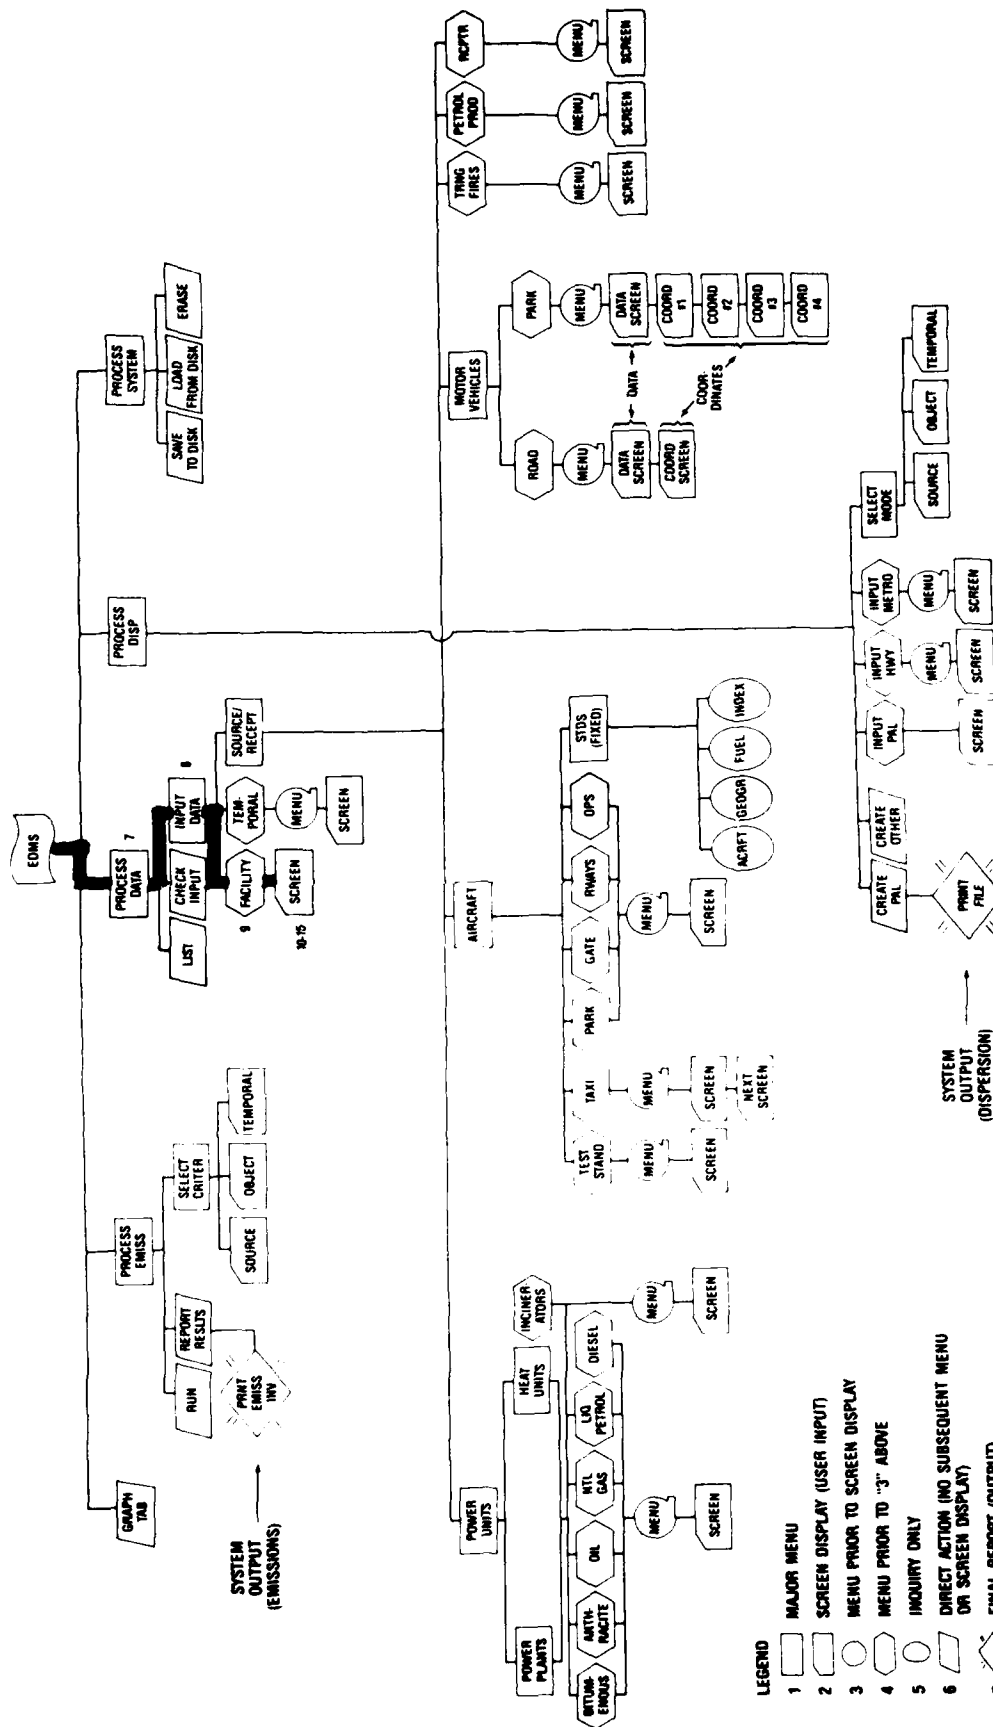 EDMS
GRAPH
TAB
PROCESS
EMISS
PROCESS
DATA
7
PROCESS
DISP
PROCESS
SYSTEM
RUN
REPORT
RESLTS
SELECT
CRITER
PRNT
EMISS
INV
SOURCE
OBJECT
TEMPORAL
SYSTEM
OUTPUT
(EMISSIONS)
LIST
CHECK
INPUT
INPUT
DATA
8
9
FACILITY
TEM-
PORAL
SOURCE/
RECEPT
10-15
SCREEN
MENU
SCREEN
SAVE
TO DISK
LOAD
FROM DISK
ERASE
POWER
UNITS
AIRCRAFT
MOTOR
VEHICLES
TRNG
FIRES
PETROL
PROD
RCPTR
MENU
MENU
MENU
SCREEN
SCREEN
SCREEN
POWER
PLANTS
HEAT
UNITS
INCINER-
ATORS
BITUM-
ENOUS
ANTH-
RACITE
OIL
NTL
GAS
LIQ
PETROL
DIESEL
MENU
SCREEN
MENU
SCREEN
TEST
STAND
TAXI
PARK
GATE
RWAYS
OPS
STDS
(FIXED)
MENU
MENU
MENU
SCREEN
SCREEN
SCREEN
NEXT
SCREEN
ACRFT
GEOGR
FUEL
INDEX
ROAD
PARK
MENU
MENU
DATA
SCREEN
DATA
DATA
SCREEN
COORD
SCREEN
COOR-
DINATES
COORD
#1
COORD
#2
COORD
#3
COORD
#4
CREATE
PAL
CREATE
OTHER
INPUT
PAL
INPUT
HWY
INPUT
METRO
SELECT
MODE
PRINT
FILE
SCREEN
MENU
SCREEN
MENU
SCREEN
SOURCE
OBJECT
TEMPORAL
SYSTEM
OUTPUT
(DISPERSION)
LEGEND
1 MAJOR MENU
2 SCREEN DISPLAY (USER INPUT)
3 MENU PRIOR TO SCREEN DISPLAY
4 MENU PRIOR TO "3" ABOVE
5 INQUIRY ONLY
6 DIRECT ACTION (NO SUBSEQUENT MENU
OR SCREEN DISPLAY)
FINAL REPORT (OUTPUT)